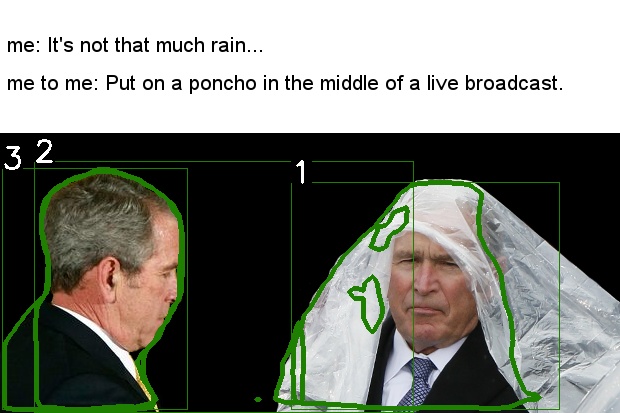 me: It's not that much rain...
me to me: Put on a poncho in the middle of a live broadcast.
3 2
1